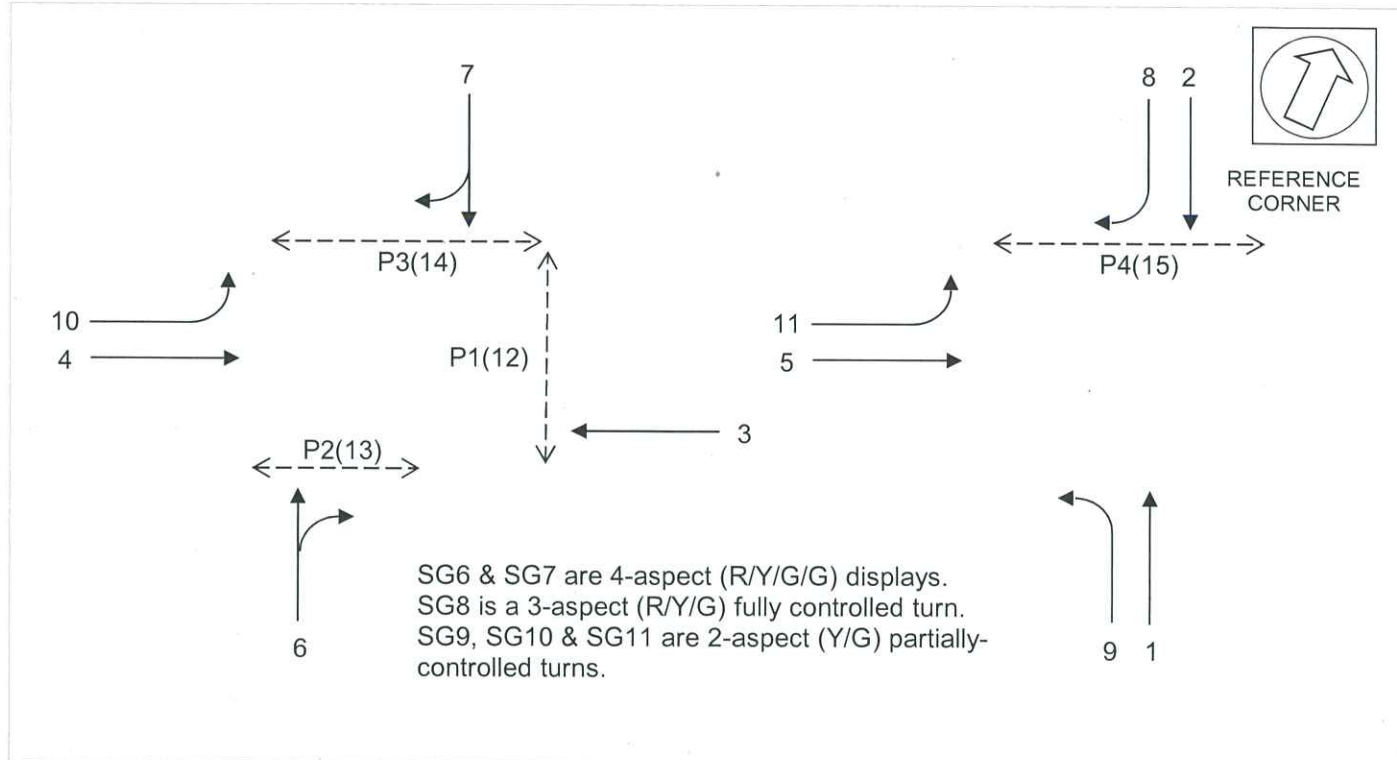 7
8 2
REFERENCE
CORNER
P3(14)
P4(15)
10
11
4
P1(12)
5
3
P2(13)
SG6 & SG7 are 4-aspect (R/Y/G/G) displays.
SG8 is a 3-aspect (R/Y/G) fully controlled turn.
SG9, SG10 & SG11 are 2-aspect (Y/G) partially-
controlled turns.
6
9 1